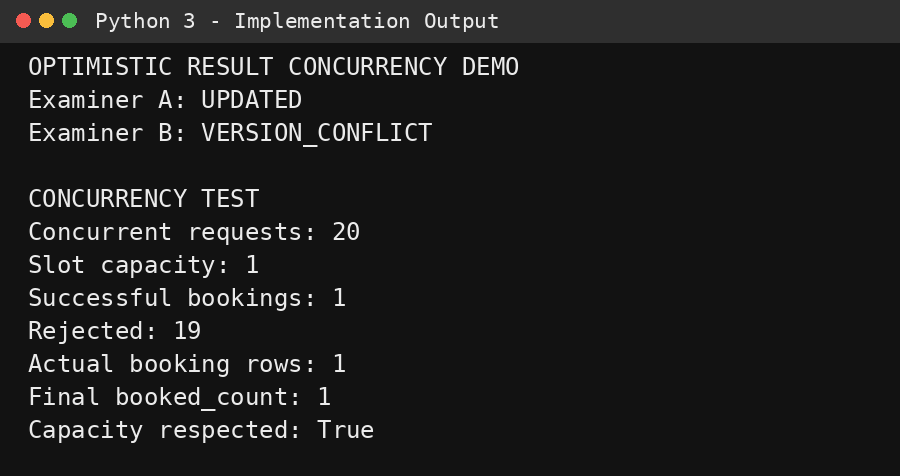 Python 3 - Implementation Output
OPTIMISTIC RESULT CONCURRENCY DEMO
Examiner A: UPDATED
Examiner B: VERSION_CONFLICT
CONCURRENCY TEST
Concurrent requests: 20
Slot capacity: 1
Successful bookings: 1
Rejected: 19
Actual booking rows: 1
Final booked_count: 1
Capacity respected: True